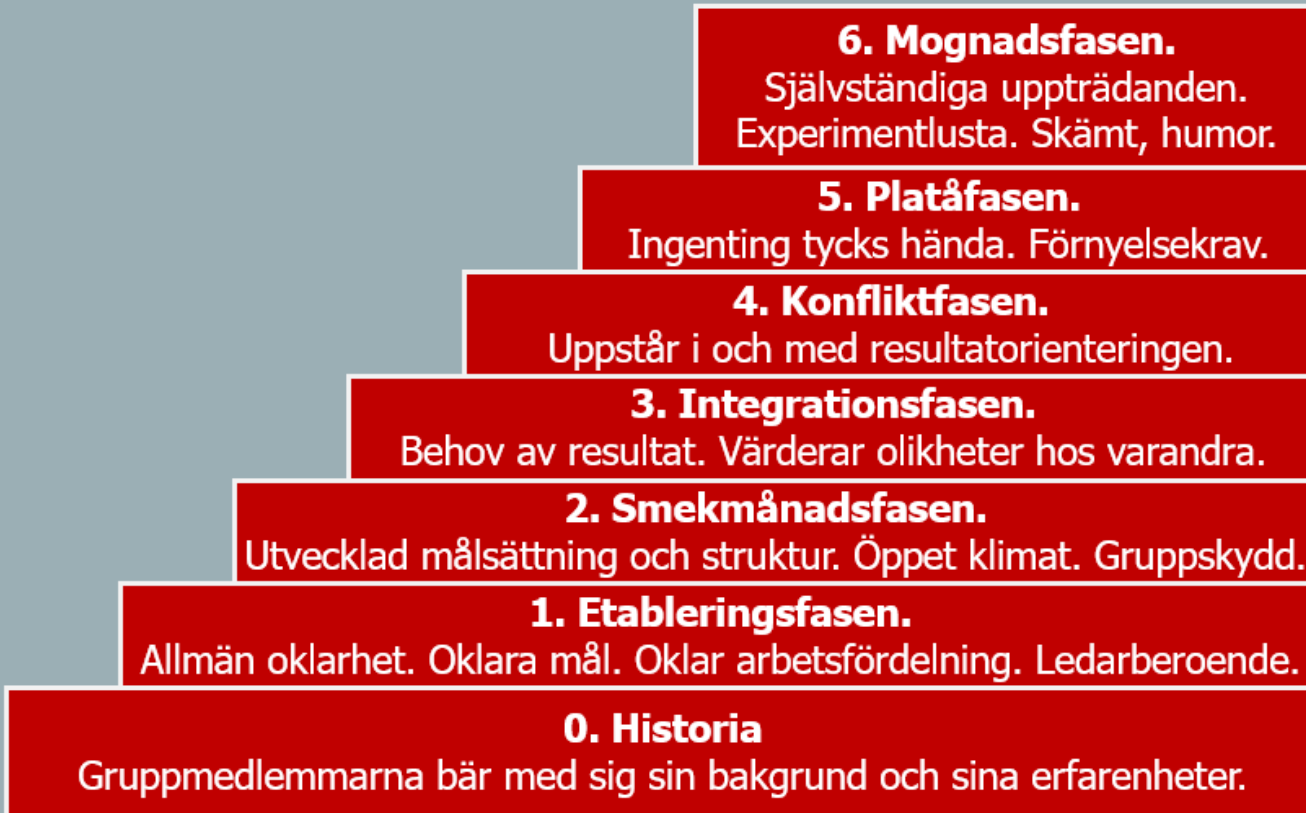 6. Mognadsfasen.
Självständiga uppträdanden.
Experimentlusta. Skämt, humor.
5. Platåfasen.
Ingenting tycks hända. Förnyelsekrav.
4. Konfliktfasen.
Uppstår i och med resultatorienteringen.
3. Integrationsfasen.
Behov av resultat. Värderar olikheter hos varandra.
2. Smekmånadsfasen.
Utvecklad målsättning och struktur. Öppet klimat. Gruppskydd.
1. Etableringsfasen.
Allmän oklarhet. Oklara mål. Oklar arbetsfördelning. Ledarberoende.
0. Historia
Gruppmedlemmarna bär med sig sin bakgrund och sina erfarenheter.